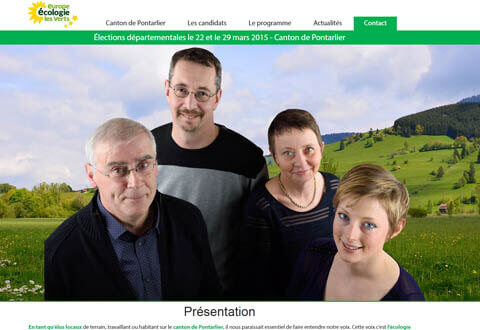 europe
écologie
les Verts
Canton de Pontarlier Les candidats Le programme Actualités Contact
Élections départementales le 22 et le 29 mars 2015 - Canton de Pontarlier
Présentation
En tant qu'élus locaux de terrain, travaillant ou habitant sur le canton de Pontarlier, il nous paraissait essentiel de faire entendre notre voix. Cette voix c'est l'écologie